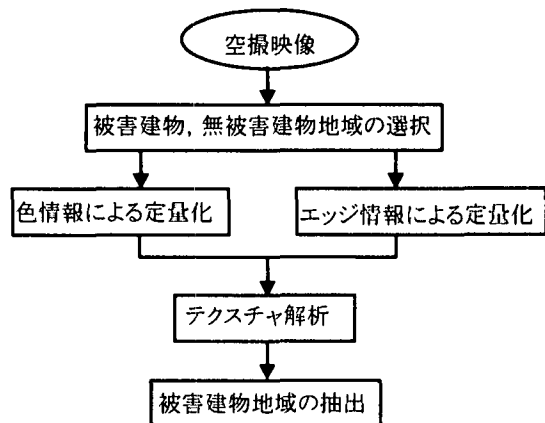 空撮映像
被害建物，無被害建物地域の選択
色情報による定量化
エッジ情報による定量化
テクスチャ解析
被害建物地域の抽出